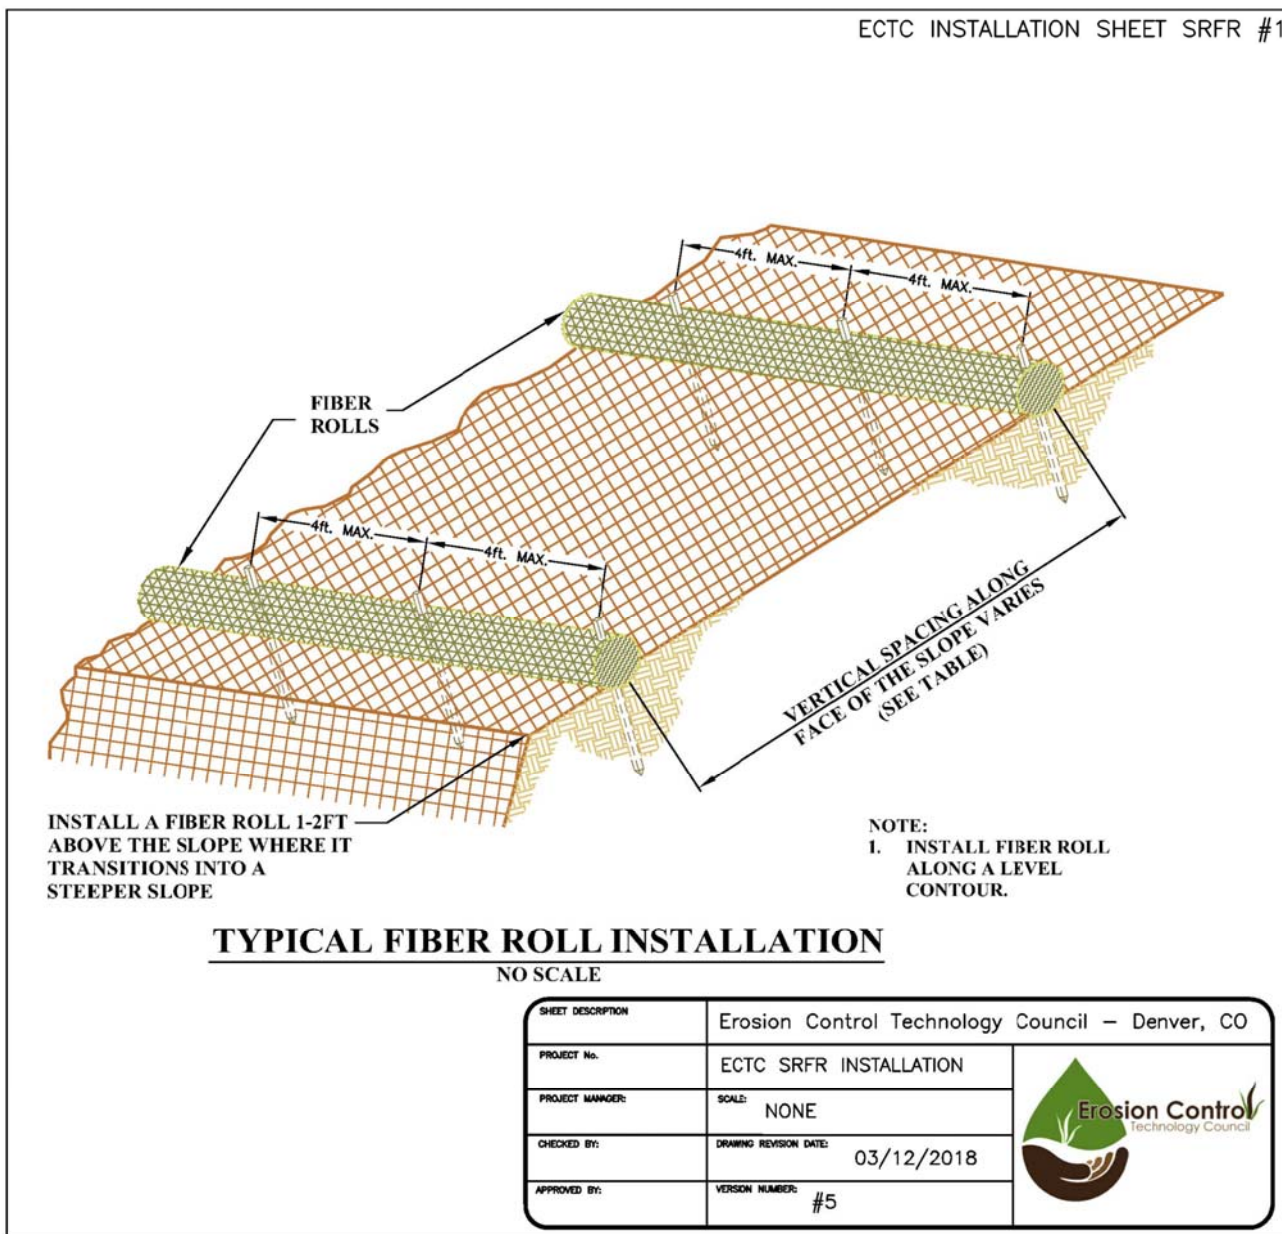 ECTC INSTALLATION SHEET SRFR #1
4ft. MAX.
4ft. MAX.
FIBER
ROLLS
4ft. MAX.
4ft. MAX.
VERTICAL SPACING ALONG
FACE OF THE SLOPE VARIES
(SEE TABLE)
INSTALL A FIBER ROLL 1-2FT
ABOVE THE SLOPE WHERE IT
TRANSITIONS INTO A
STEEPER SLOPE
NOTE:
1. INSTALL FIBER ROLL
ALONG A LEVEL
CONTOUR.
TYPICAL FIBER ROLL INSTALLATION
NO SCALE
SHEET DESCRIPTION
Erosion Control Technology Council – Denver, CO
PROJECT No.
ECTC SRFR INSTALLATION
PROJECT MANAGER:
SCALE: NONE
CHECKED BY:
DRAWING REVISION DATE: 03/12/2018
APPROVED BY:
VERSION NUMBER: #5
Erosion Control
Technology Council